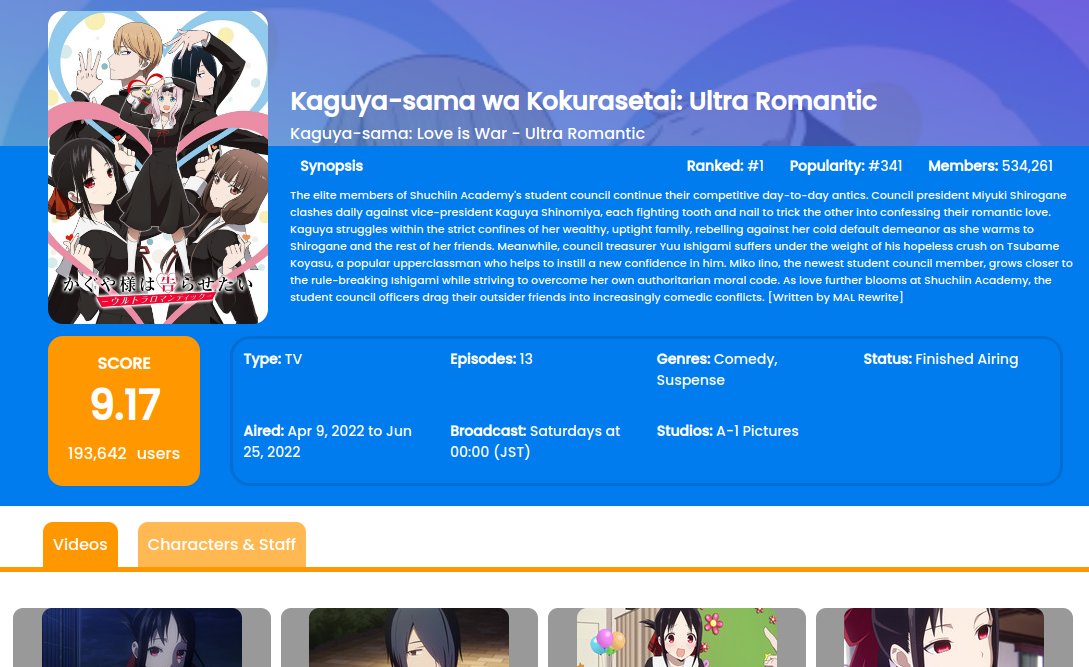 Kaguya-sama wa Kokurasetai: Ultra Romantic
Kaguya-sama: Love is War - Ultra Romantic
Synopsis
Ranked: #1 Popularity: #341 Members: 534,261
The elite members of Shuchiin Academy's student council continue their competitive day-to-day antics. Council president Miyuki Shirogane
clashes daily against vice-president Kaguya Shinomiya, each fighting tooth and nail to trick the other into confessing their romantic love.
Kaguya struggles within the strict confines of her wealthy, uptight family, rebelling against her cold default demeanor as she warms to
Shirogane and the rest of her friends. Meanwhile, council treasurer Yuu Ishigami suffers under the weight of his hopeless crush on Tsubame
Koyasu, a popular upperclassman who helps to instill a new confidence in him. Miko Iino, the newest student council member, grows closer to
the rule-breaking Ishigami while striving to overcome her own authoritarian moral code. As love further blooms at Shuchiin Academy, the
student council officers drag their outsider friends into increasingly comedic conflicts. [Written by MAL Rewrite]
かぐや様は告らせたい
ーウルトラロマンティックー
SCORE
9.17
193,642 users
Type: TV
Episodes: 13
Genres: Comedy,
Suspense
Status: Finished Airing
Aired: Apr 9, 2022 to Jun
25, 2022
Broadcast: Saturdays at
00:00 (JST)
Studios: A-1 Pictures
Videos
Characters & Staff